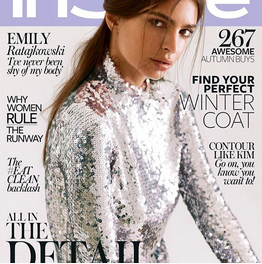 InStyle
EMILY
Ratajkowski
I've never been
shy of my body
267
AWESOME
AUTUMN BUYS
FIND YOUR
PERFECT
WINTER
COAT
WHY
WOMEN
RULE
THE
RUNWAY
CONTOUR
LIKE KIM
Go on, you
know you
want to!
The
#EAT
CLEAN
backlash
ALL IN
THE
DETAIL